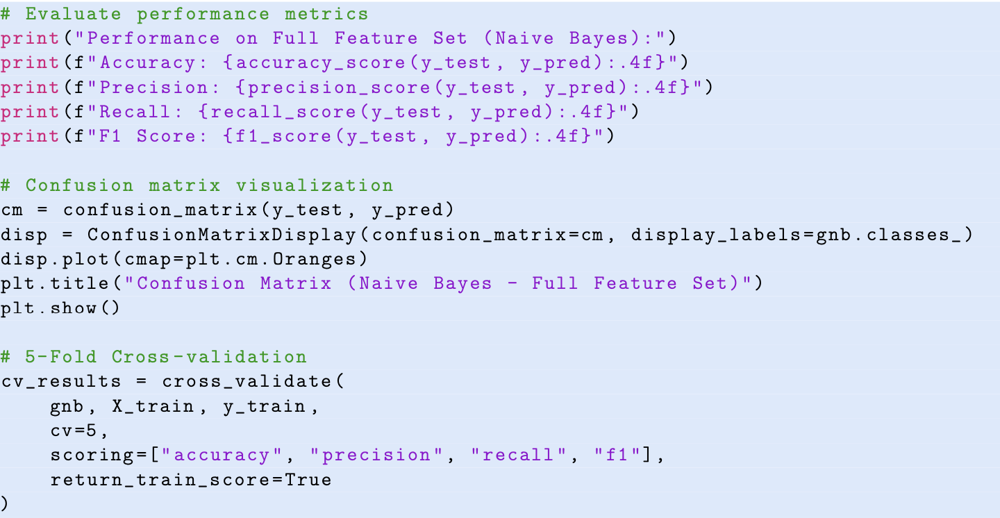 # Evaluate performance metrics
print("Performance on Full Feature Set (Naive Bayes):")
print(f"Accuracy: {accuracy_score(y_test, y_pred):.4f}")
print(f"Precision: {precision_score(y_test, y_pred):.4f}")
print(f"Recall: {recall_score(y_test, y_pred):.4f}")
print(f"F1 Score: {f1_score(y_test, y_pred):.4f}")

# Confusion matrix visualization
cm = confusion_matrix(y_test, y_pred)
disp = ConfusionMatrixDisplay(confusion_matrix=cm, display_labels=gnb.classes_)
disp.plot(cmap=plt.cm.Oranges)
plt.title("Confusion Matrix (Naive Bayes - Full Feature Set)")
plt.show()

# 5-Fold Cross-validation
cv_results = cross_validate(
    gnb, X_train, y_train,
    cv=5,
    scoring=["accuracy", "precision", "recall", "f1"],
    return_train_score=True
)